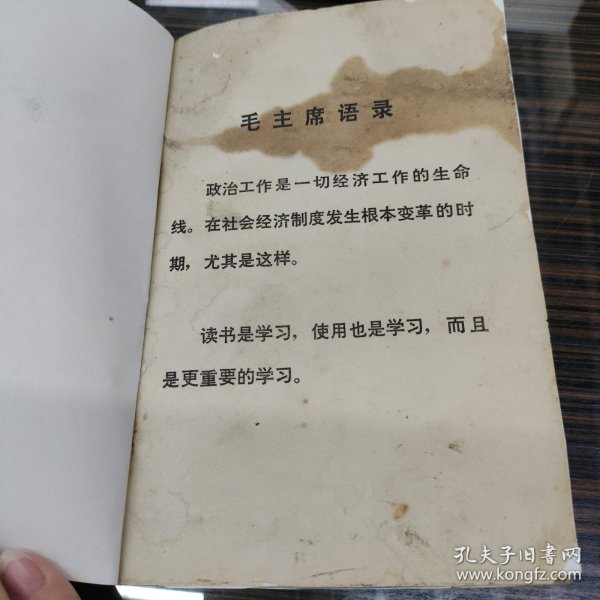 毛主席语录
政治工作是一切经济工作的生命
线。在社会经济制度发生根本变革的时
期，尤其是这样。
读书是学习，使用也是学习，而且
是更重要的学习。
孔夫子旧书网
www.kongfz.com